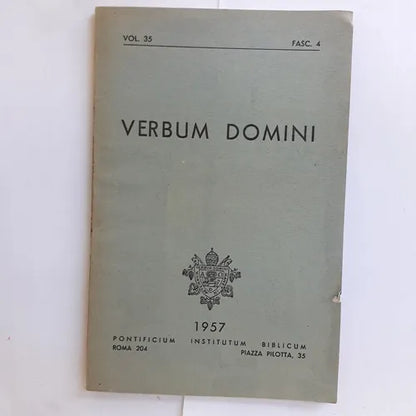 VOL. 35 FASC. 4
VERBUM DOMINI
1957
PONTIFICIUM INSTITUTUM BIBLICUM
ROMA 204 PIAZZA PILOTTA, 35